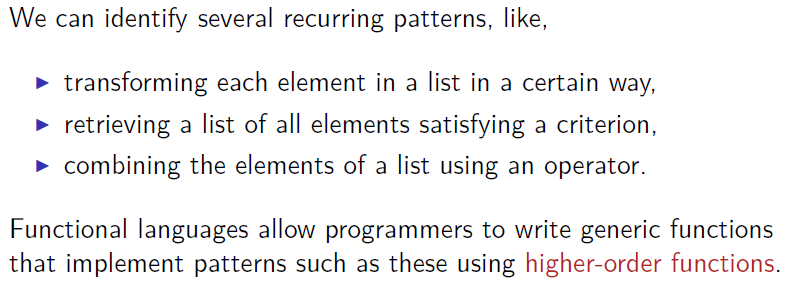 We can identify several recurring patterns, like,
▶ transforming each element in a list in a certain way,
▶ retrieving a list of all elements satisfying a criterion,
▶ combining the elements of a list using an operator.
Functional languages allow programmers to write generic functions
that implement patterns such as these using higher-order functions.